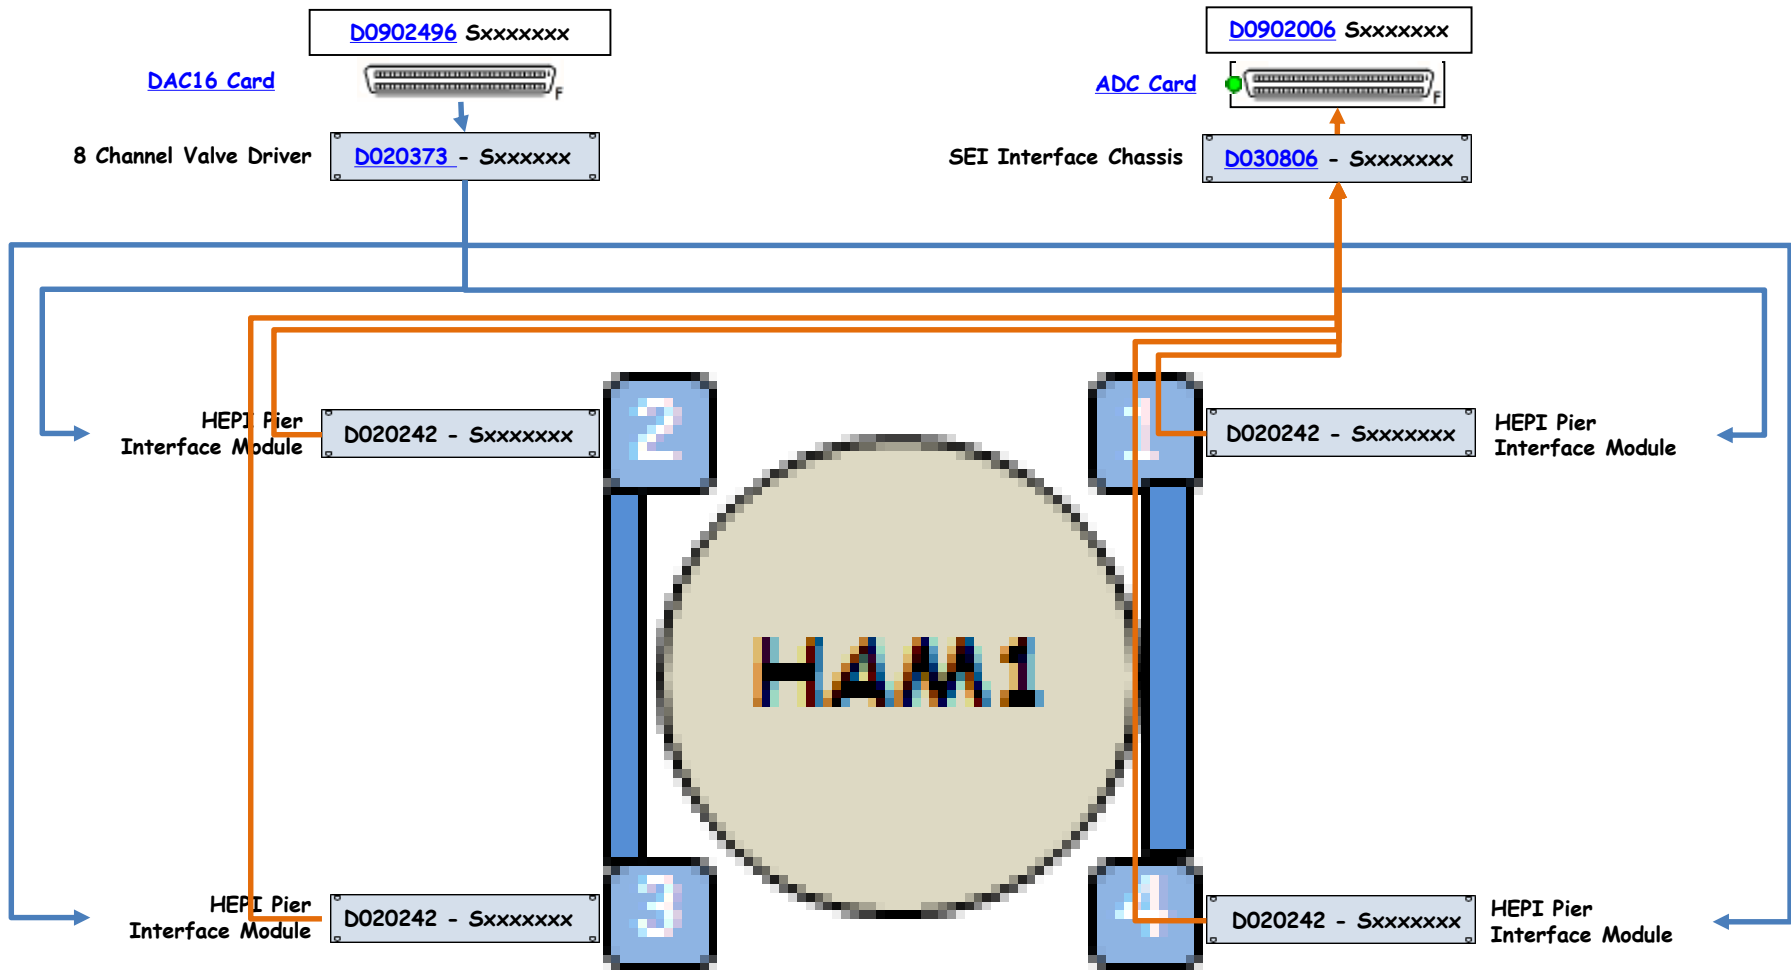 D0902496 Sxxxxxxx
D0902006 Sxxxxxxx
DAC16 Card
F
ADC Card
F
8 Channel Valve Driver
D020373 - Sxxxxxx
SEI Interface Chassis
D030806 - Sxxxxxxx
2
1
HEPI Pier
Interface Module
D020242 - Sxxxxxxx
D020242 - Sxxxxxxx
HEPI Pier
Interface Module
HAM1
3
4
HEPI Pier
Interface Module
D020242 - Sxxxxxxx
D020242 - Sxxxxxxx
HEPI Pier
Interface Module